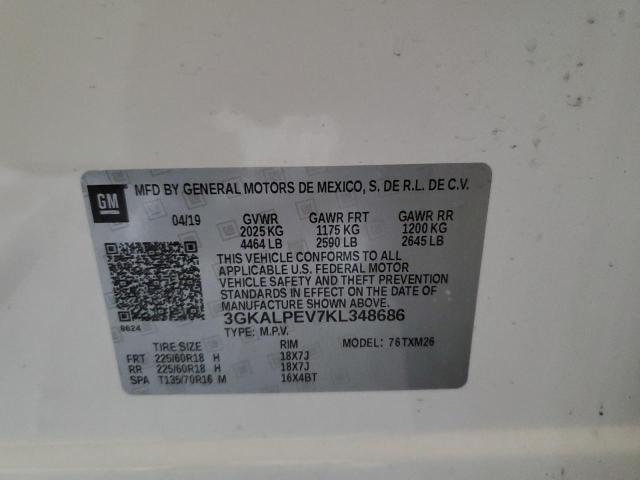 GM MFD BY GENERAL MOTORS DE MEXICO, S. DE R.L. DE C.V.
04/19 GVWR GAWR FRT GAWR RR
2025 KG 1175 KG 1200 KG
4464 LB 2590 LB 2645 LB
THIS VEHICLE CONFORMS TO ALL
APPLICABLE U.S. FEDERAL MOTOR
VEHICLE SAFETY AND THEFT PREVENTION
STANDARDS IN EFFECT ON THE DATE OF
MANUFACTURE SHOWN ABOVE.
8624 3GKALPEV7KL348686
TYPE: M.P.V. MODEL: 76TXM26
TIRE SIZE RIM
FRT 225/60R18 H 18X7J
RR 225/60R18 H 18X7J
SPA T135/70R16 M 16X4BT